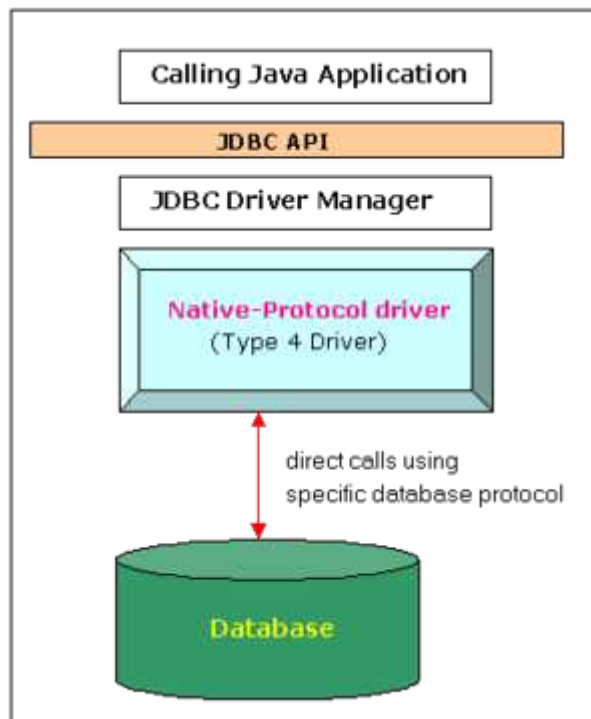 Calling Java Application
JDBC API
JDBC Driver Manager
Native-Protocol driver
(Type 4 Driver)
direct calls using
specific database protocol
Database